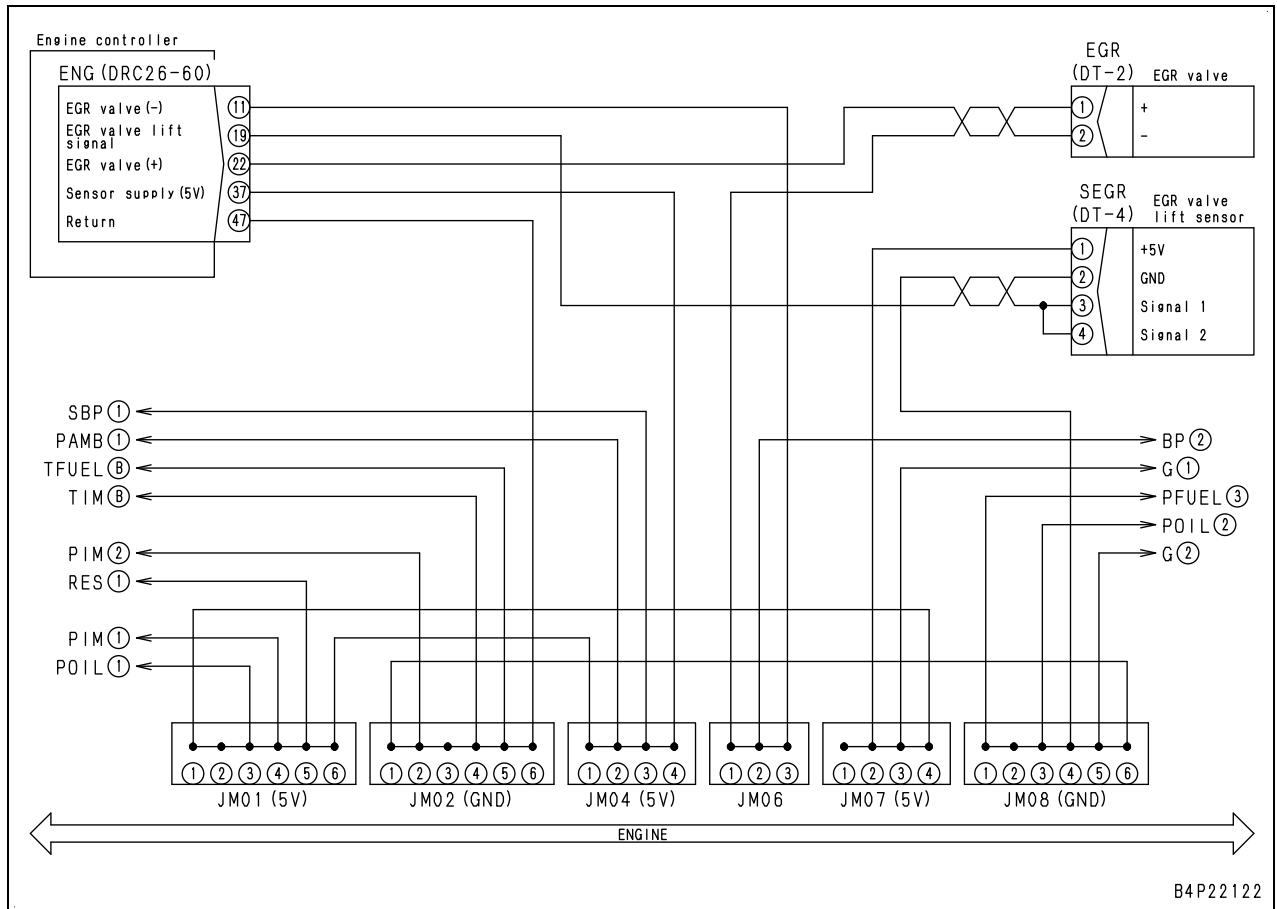 Engine controller
ENG (DRC26-60)
EGR valve (-) 11
EGR valve lift
signal 19
EGR valve (+) 22
Sensor supply (5V) 37
Return 47
EGR
(DT-2) EGR valve
1 +
2 -
SEGR
(DT-4) EGR valve
lift sensor
1 +5V
2 GND
3 Signal 1
4 Signal 2
SBP 1
PAMB 1
TFUEL B
TIM B
PIM 2
RES 1
PIM 1
POIL 1
BP 2
G 1
PFUEL 3
POIL 2
G 2
1 2 3 4 5 6
JM01 (5V)
1 2 3 4 5 6
JM02 (GND)
1 2 3 4
JM04 (5V)
1 2 3
JM06
1 2 3 4
JM07 (5V)
1 2 3 4 5 6
JM08 (GND)
ENGINE
B4P22122